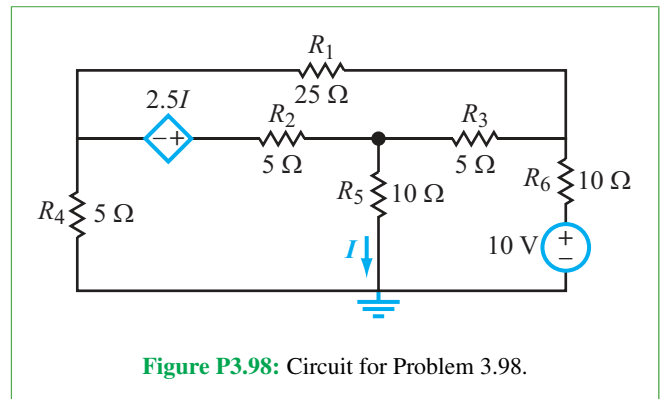 R1
25 Ω
2.5I
− +
R2
5 Ω
R3
5 Ω
R4 5 Ω
R5 10 Ω
R6 10 Ω
I
10 V + −
Figure P3.98: Circuit for Problem 3.98.